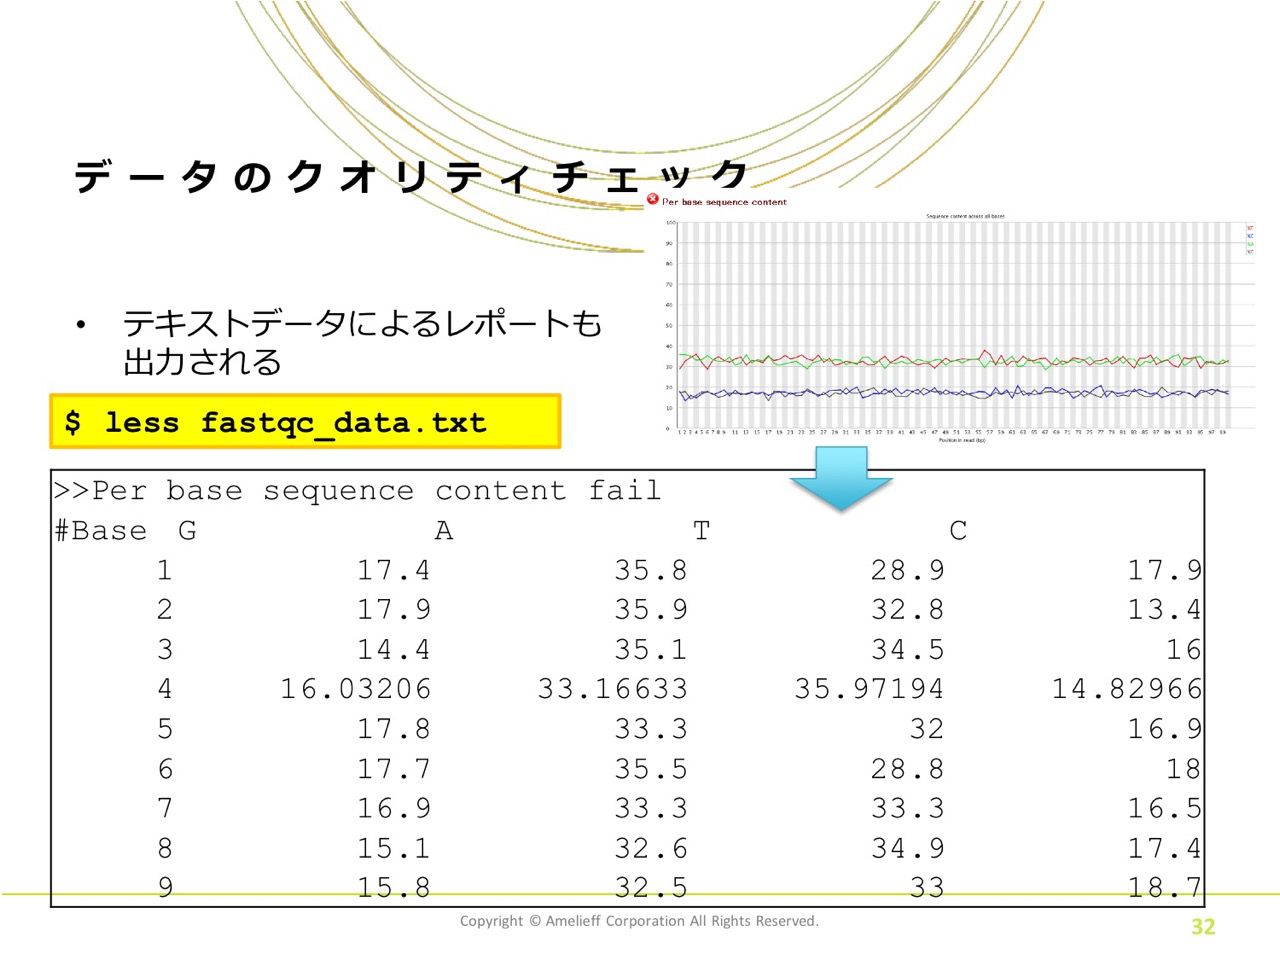 データのクオリティチェック
Per base sequence content
Sequence content across all bases
100
90
80
70
60
50
40
30
20
10
0
Position in read (bp)
• テキストデータによるレポートも
出力される
$ less fastqc_data.txt
>>Per base sequence content fail
#Base G A T C
1 17.4 35.8 28.9 17.9
2 17.9 35.9 32.8 13.4
3 14.4 35.1 34.5 16
4 16.03206 33.16633 35.97194 14.82966
5 17.8 33.3 32 16.9
6 17.7 35.5 28.8 18
7 16.9 33.3 33.3 16.5
8 15.1 32.6 34.9 17.4
9 15.8 32.5 33 18.7
Copyright © Amelieff Corporation All Rights Reserved.
32